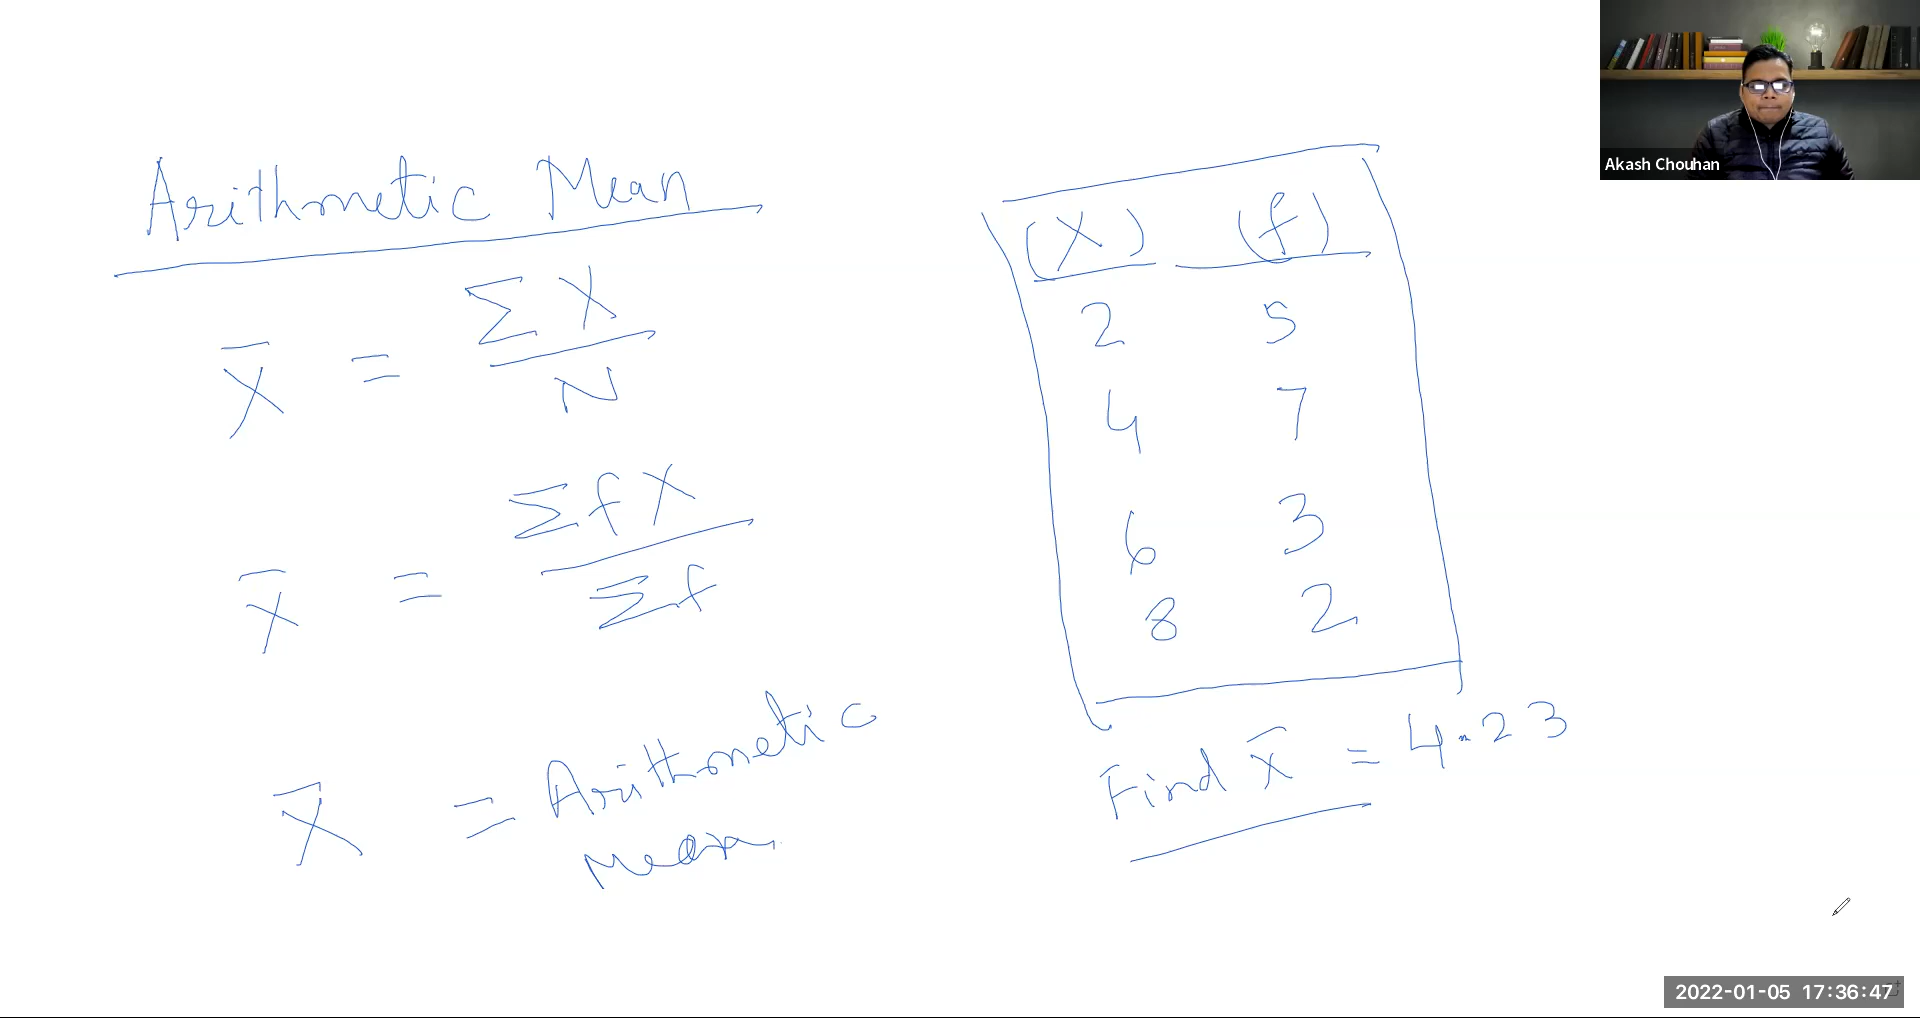 Arithmetic Mean
X̄ = ΣX / N
X̄ = ΣfX / Σf
X̄ = Arithmetic
Mean
(X) (f)
2 5
4 7
6 3
8 2
Find x̄ = 4.23
Akash Chouhan
2022-01-05 17:36:47